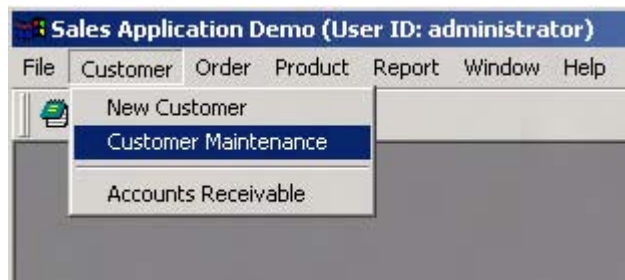 Sales Application Demo (User ID: administrator)
File Customer Order Product Report Window Help
New Customer
Customer Maintenance
Accounts Receivable